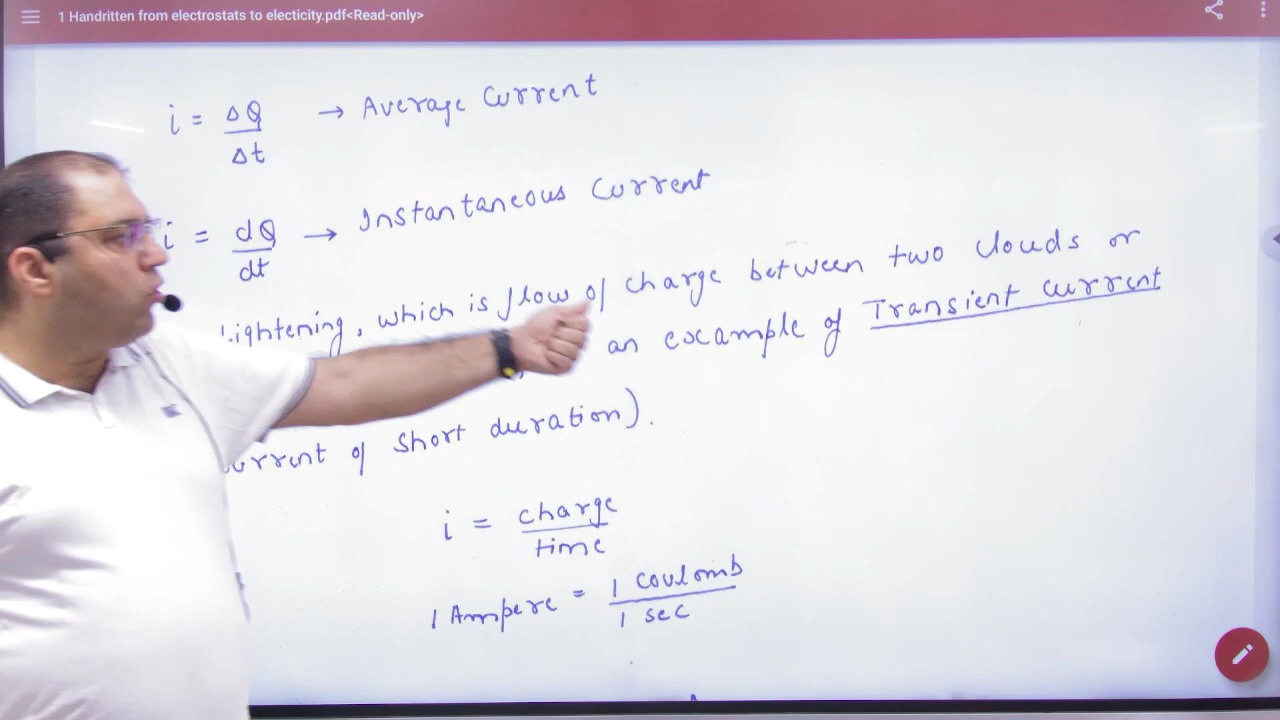 1 Handritten from electrostats to electicity.pdf<Read-only>
i = ΔQ/Δt → Average Current
i = dQ/dt → Instantaneous Current
Lightening, which is flow of charge between two clouds or
an example of Transient current
current of short duration).
i = charge/time
1 Ampere = 1 coulomb/1 sec